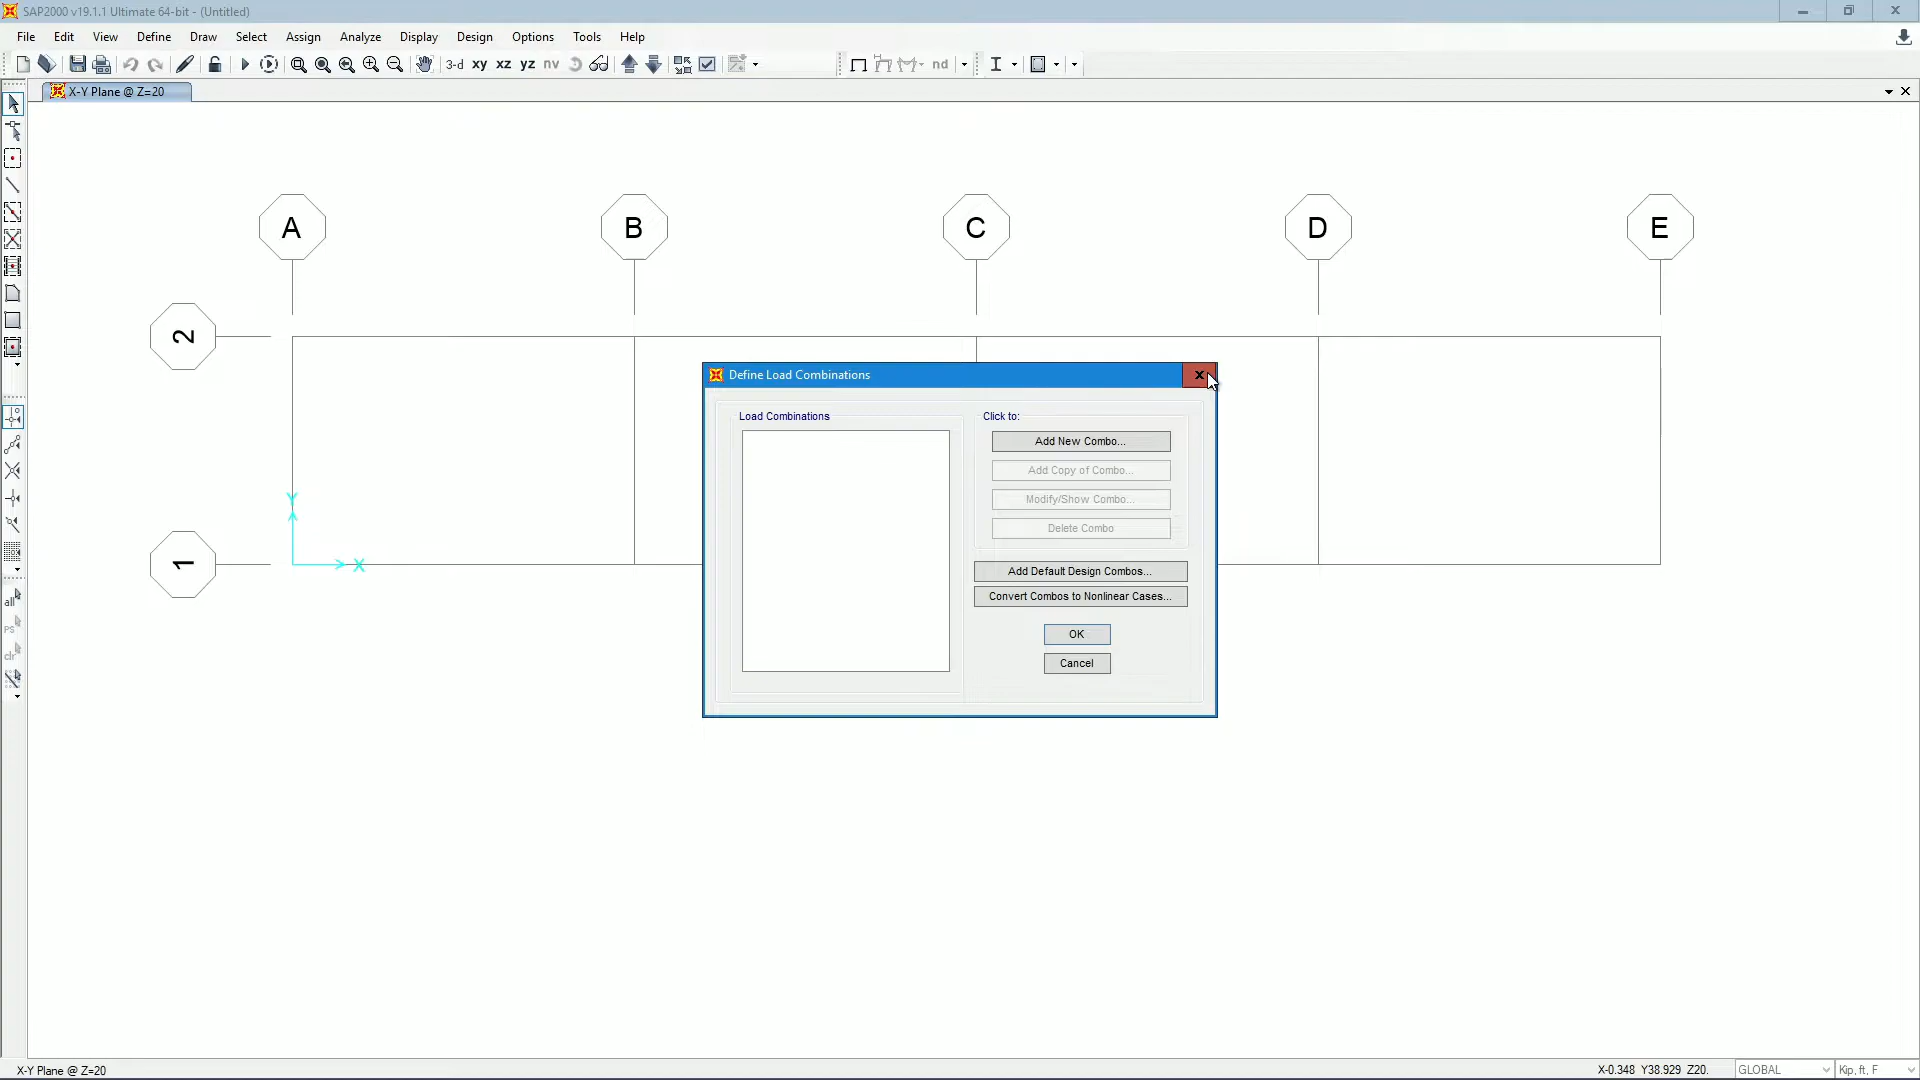 SAP2000 v19.1.1 Ultimate 64-bit - (Untitled)
File Edit View Define Draw Select Assign Analyze Display Design Options Tools Help
3-d xy xz yz nv nd
X-Y Plane @ Z=20
A B C D E
2
Define Load Combinations
Load Combinations
Click to:
Add New Combo...
Add Copy of Combo...
Modify/Show Combo...
Delete Combo
Y
X
1
Add Default Design Combos...
Convert Combos to Nonlinear Cases...
OK
Cancel
all
PS
clr
X-Y Plane @ Z=20
X-0.348 Y38.929 Z20.
GLOBAL
Kip, ft, F